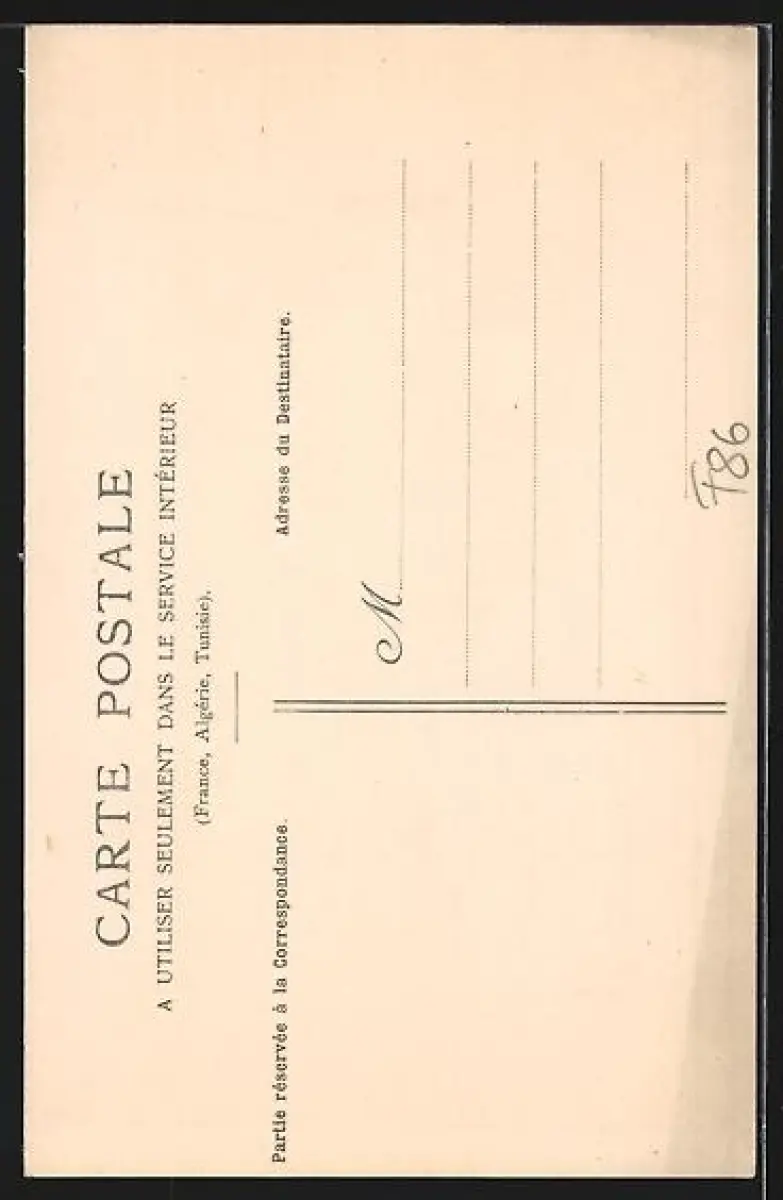 CARTE POSTALE
A UTILISER SEULEMENT DANS LE SERVICE INTÉRIEUR
(France, Algérie, Tunisie).
Partie réservée à la Correspondance.
Adresse du Destinataire.
M
F86